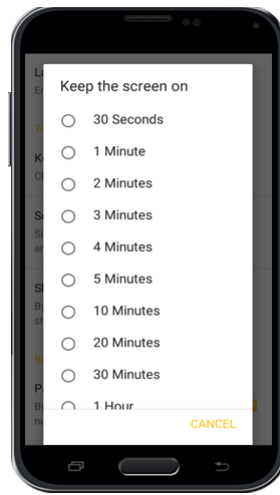 Keep the screen on
30 Seconds
1 Minute
2 Minutes
3 Minutes
4 Minutes
5 Minutes
10 Minutes
20 Minutes
30 Minutes
1 Hour
CANCEL